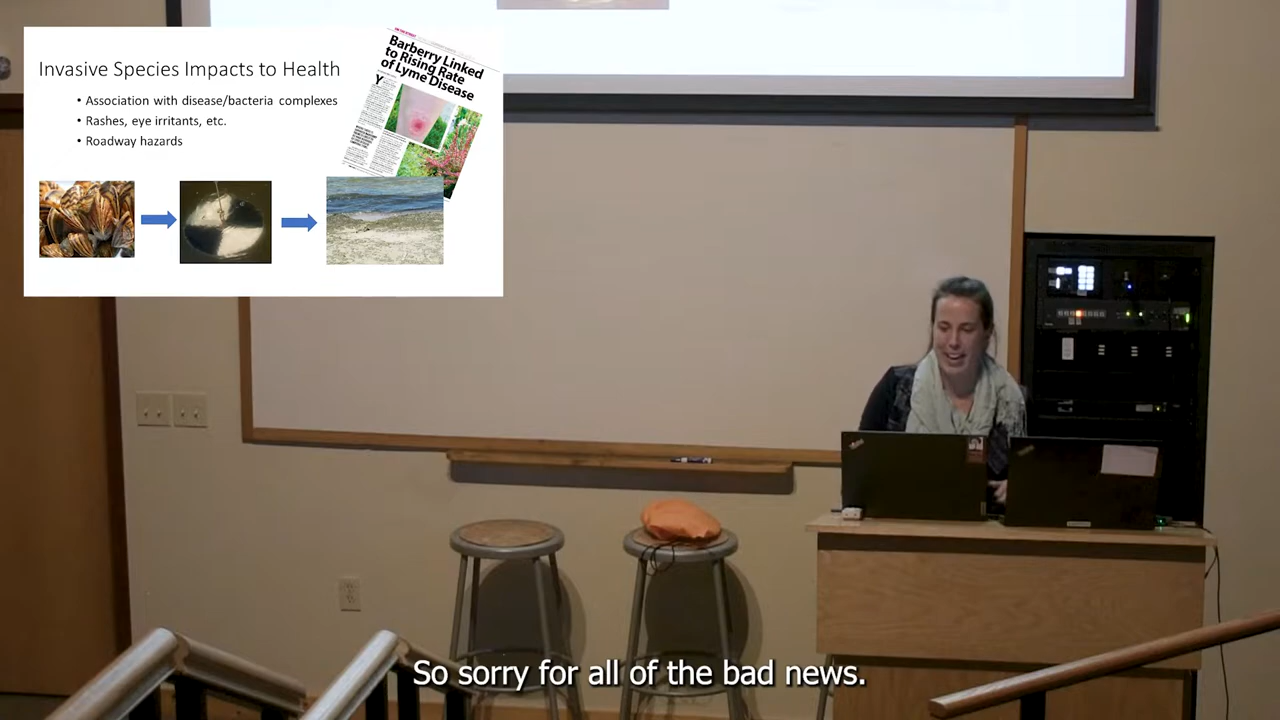 Invasive Species Impacts to Health
• Association with disease/bacteria complexes
• Rashes, eye irritants, etc.
• Roadway hazards
Barberry Linked
to Rising Rate
of Lyme Disease
So sorry for all of the bad news.